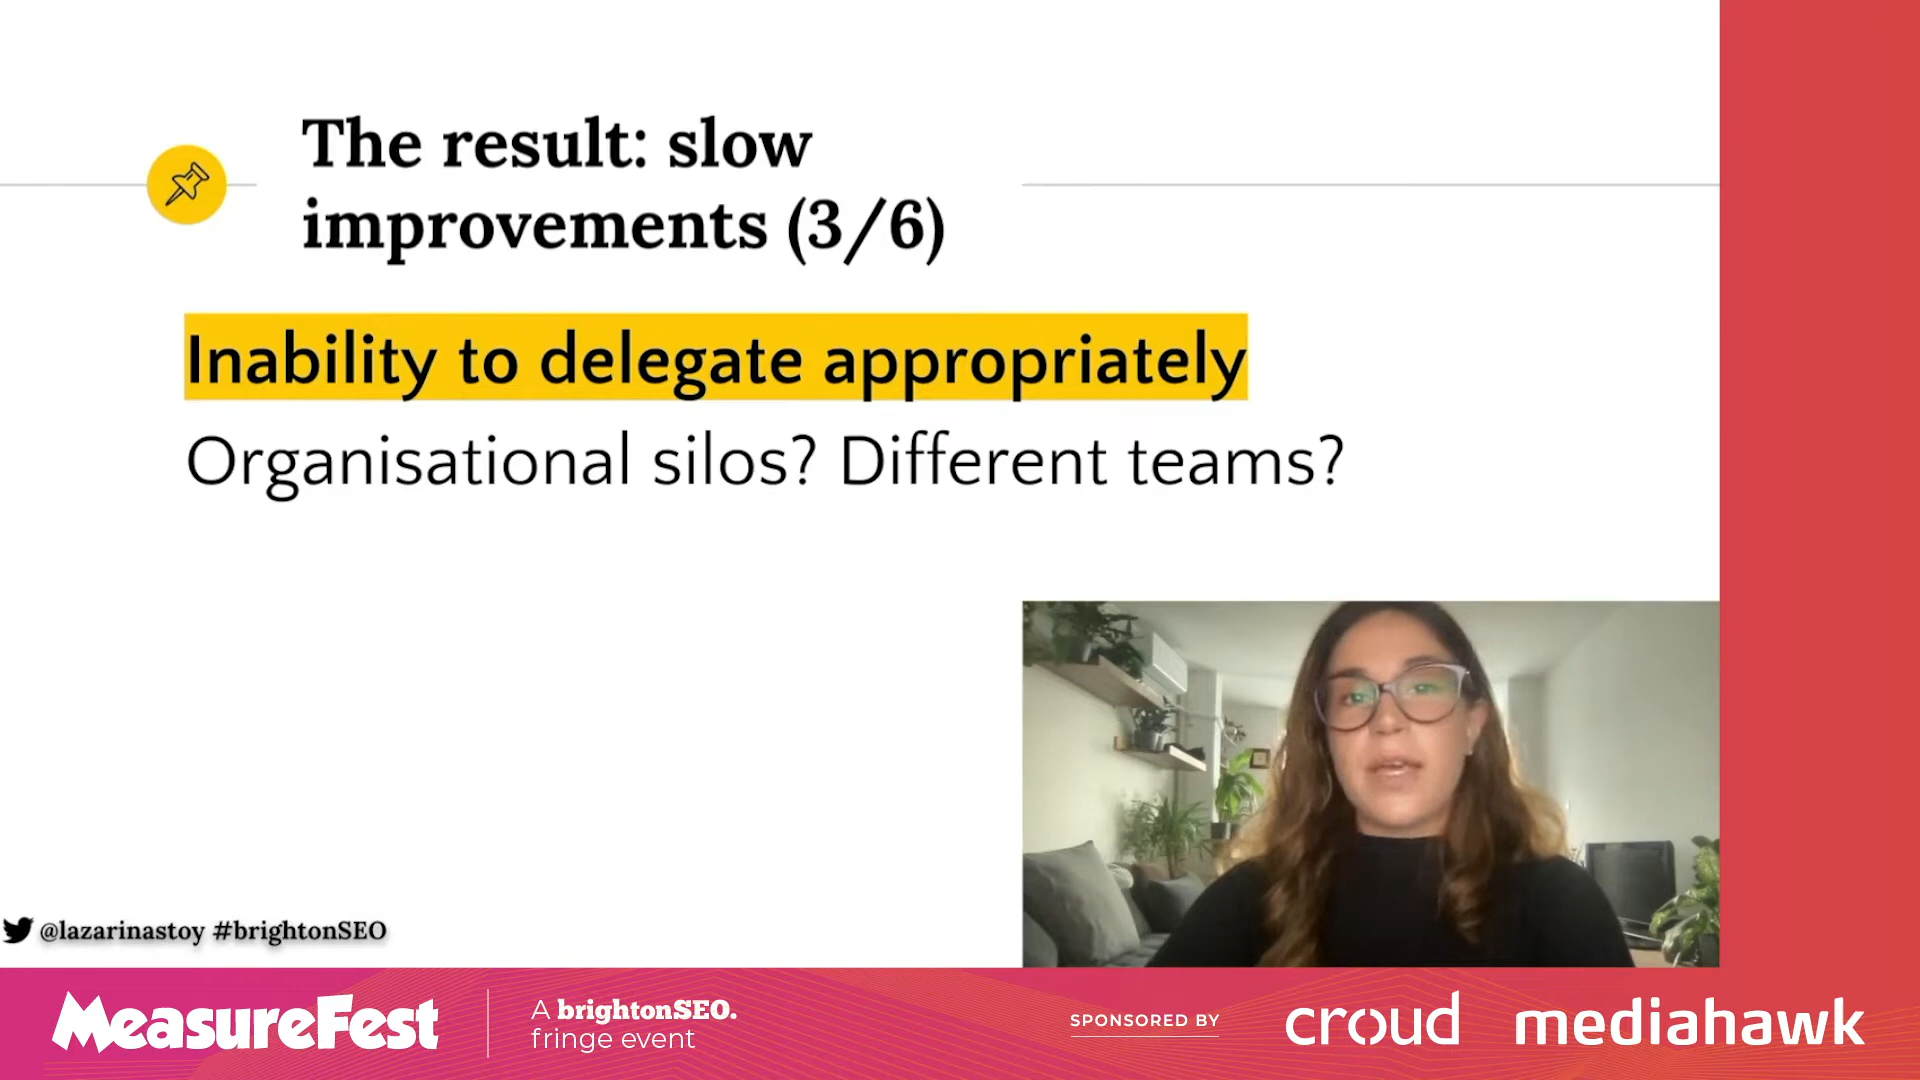 The result: slow
improvements (3/6)
Inability to delegate appropriately
Organisational silos? Different teams?
@lazarinastoy #brightonSEO
MeasureFest
A brightonSEO.
fringe event
SPONSORED BY
croud
mediahawk